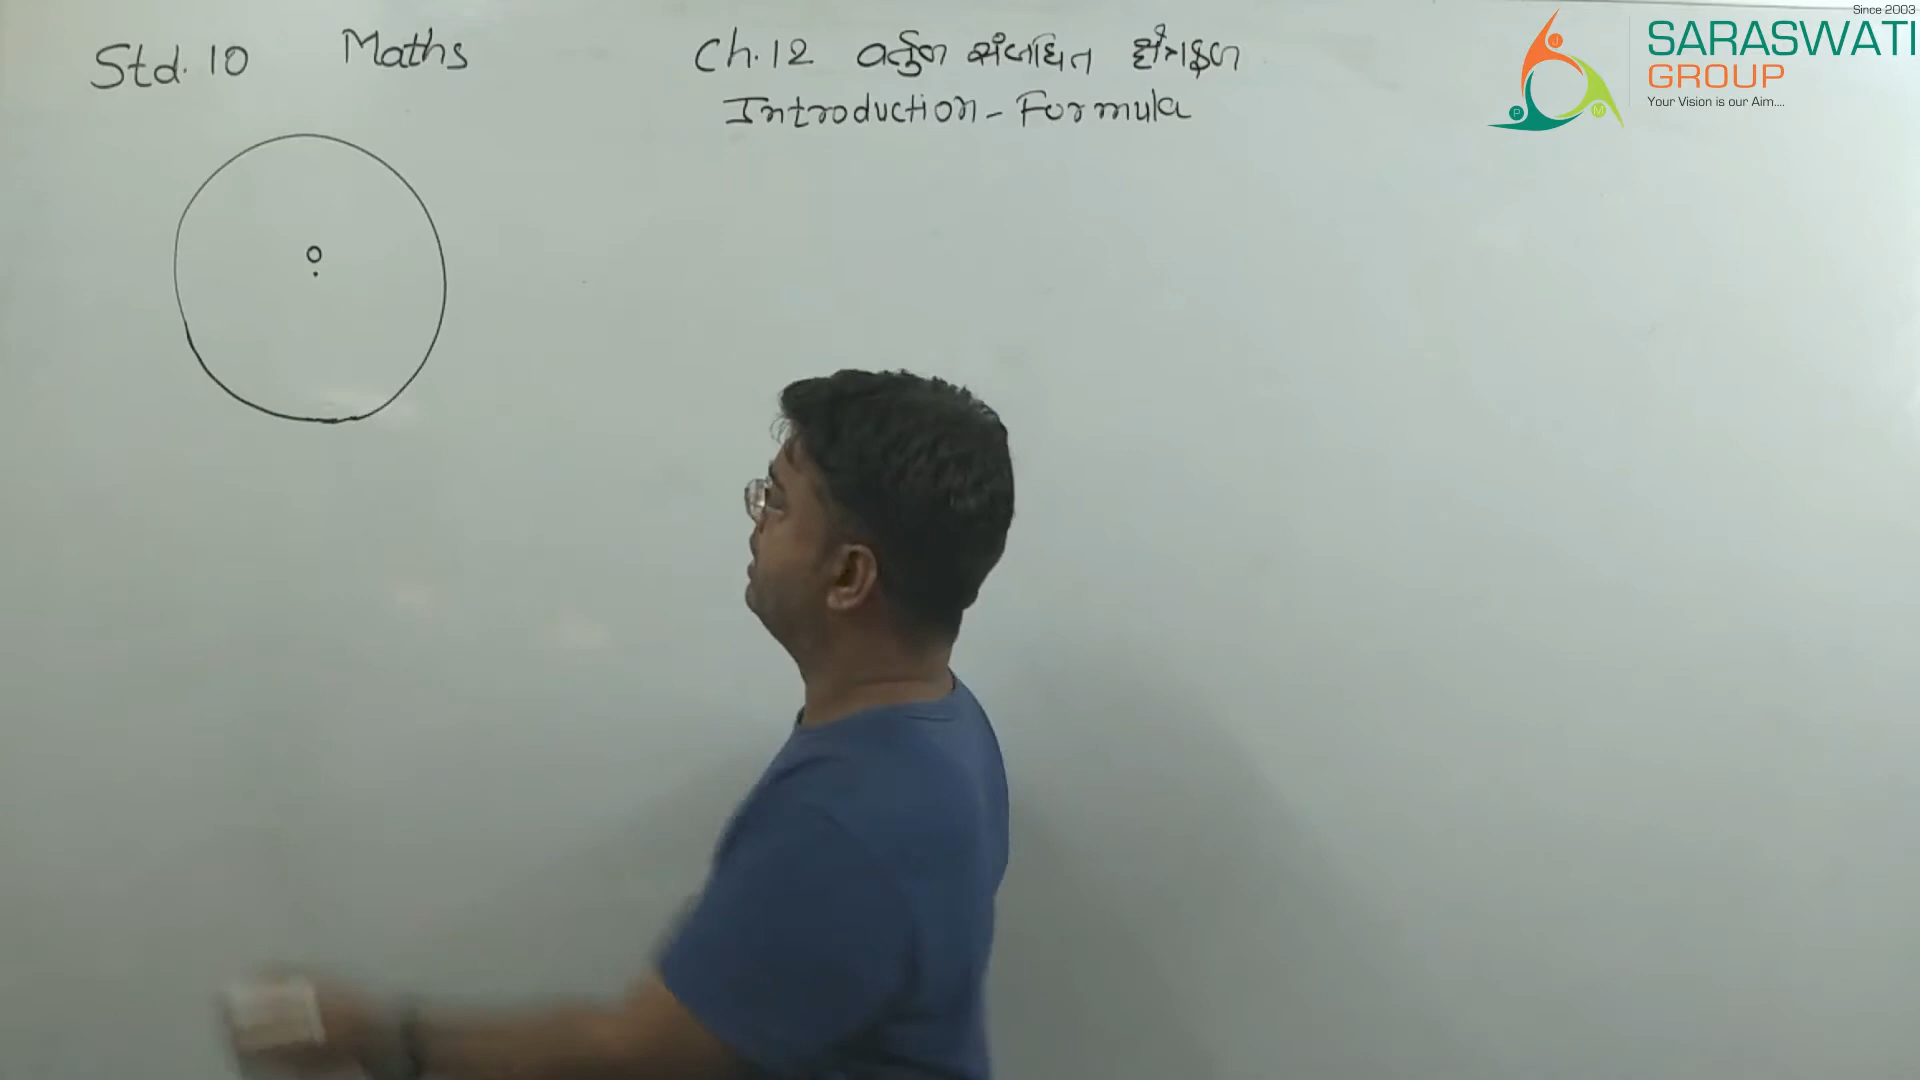 Std. 10 Maths
Ch. 12 વર્તુળ સંબંધિત ક્ષેત્રફળ
Introduction - Formula
O
Since 2003
SARASWATI
GROUP
Your Vision is our Aim....
J
P
M